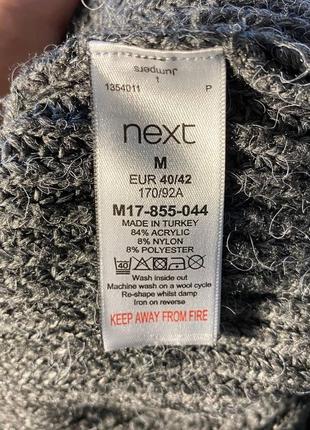 Jumpers
1
1354011 P
next
M
EUR 40/42
170/92A
M17-855-044
MADE IN TURKEY
84% ACRYLIC
8% NYLON
8% POLYESTER
40
Wash inside out
Machine wash on a wool cycle
Re-shape whilst damp
Iron on reverse
KEEP AWAY FROM FIRE